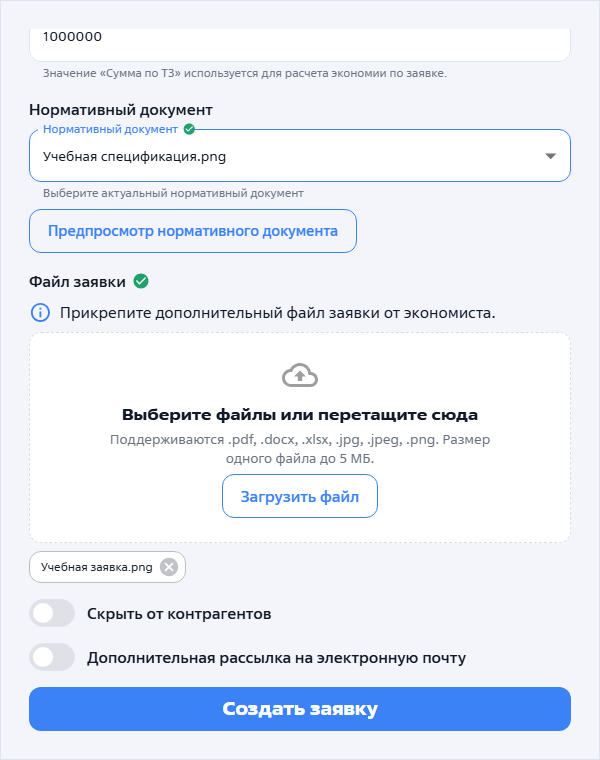 1000000
Значение «Сумма по ТЗ» используется для расчета экономии по заявке.
Нормативный документ
Нормативный документ
Учебная спецификация.png
Выберите актуальный нормативный документ
Предпросмотр нормативного документа
Файл заявки
Прикрепите дополнительный файл заявки от экономиста.
Выберите файлы или перетащите сюда
Поддерживаются .pdf, .docx, .xlsx, .jpg, .jpeg, .png. Размер
одного файла до 5 МБ.
Загрузить файл
Учебная заявка.png
Скрыть от контрагентов
Дополнительная рассылка на электронную почту
Создать заявку